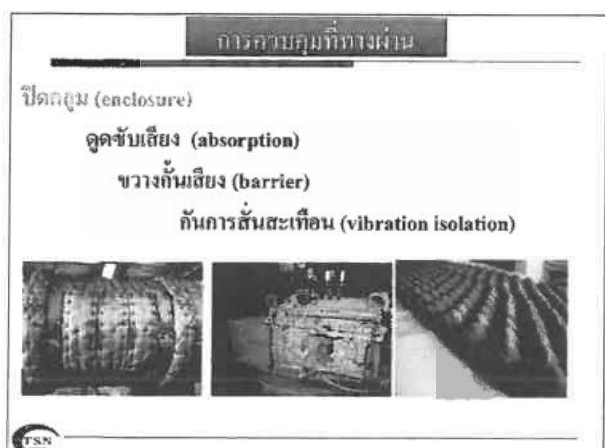 การควบคุมที่ทางผ่าน
ปิดคลุม (enclosure)
ดูดซับเสียง (absorption)
ขวางกั้นเสียง (barrier)
กันการสั่นสะเทือน (vibration isolation)
TSN